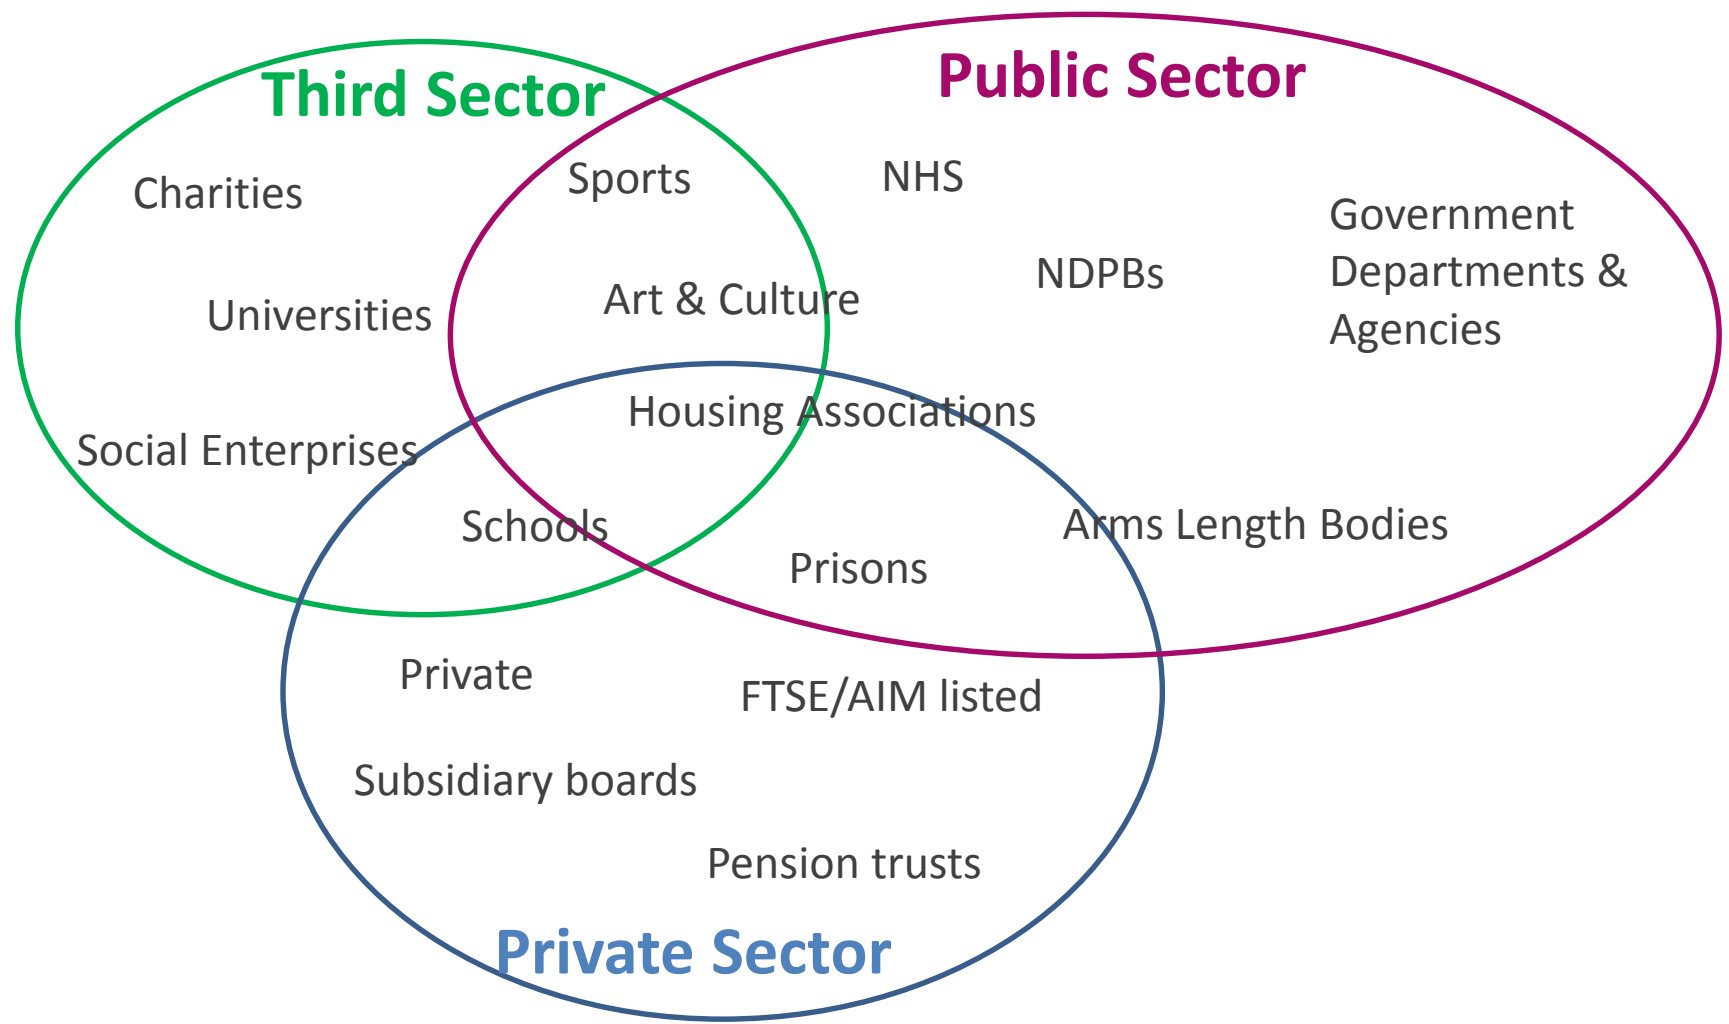 Third Sector
Public Sector
Charities
Sports
NHS
Government
Departments &
Agencies
Universities
Art & Culture
NDPBs
Housing Associations
Social Enterprises
Schools
Arms Length Bodies
Prisons
Private
FTSE/AIM listed
Subsidiary boards
Pension trusts
Private Sector